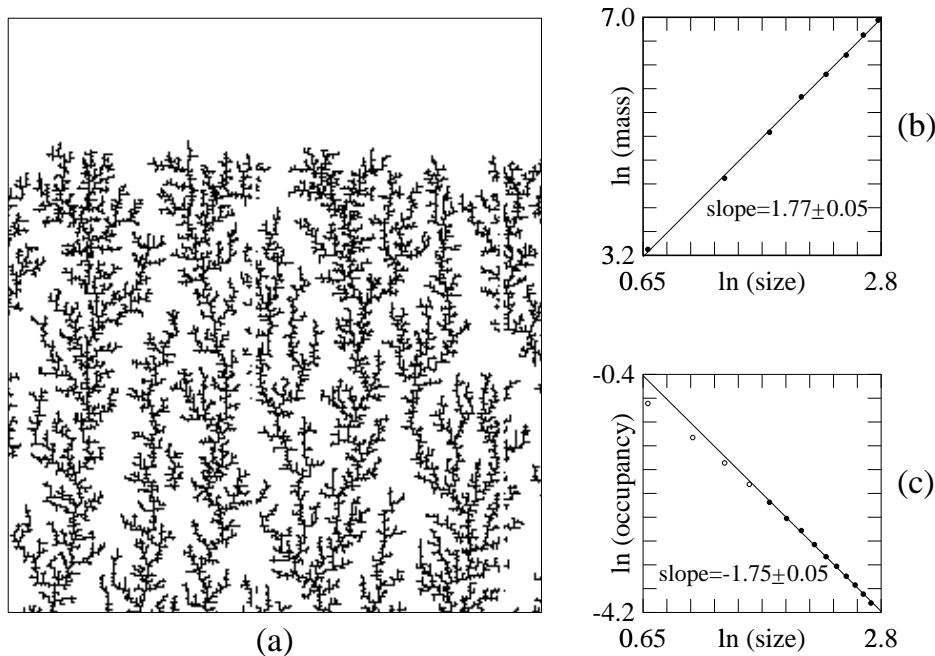 (a)
7.0
ln (mass)
slope=1.77±0.05
3.2
0.65
ln (size)
2.8
(b)
-0.4
ln (occupancy)
slope=-1.75±0.05
-4.2
0.65
ln (size)
2.8
(c)